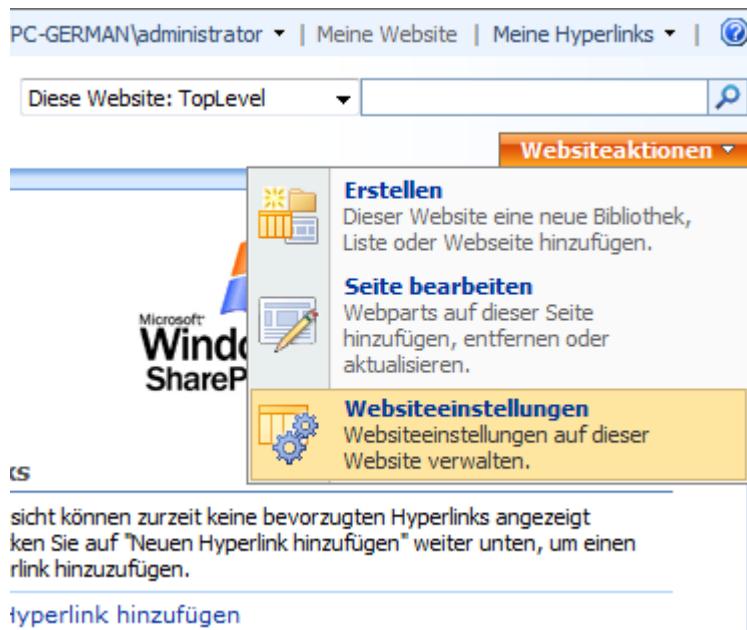 PC-GERMAN\administrator | Meine Website | Meine Hyperlinks |
Diese Website: TopLevel
Websiteaktionen
Erstellen
Dieser Website eine neue Bibliothek,
Liste oder Webseite hinzufügen.
Seite bearbeiten
Webparts auf dieser Seite
hinzufügen, entfernen oder
aktualisieren.
Websiteeinstellungen
Websiteeinstellungen auf dieser
Website verwalten.
Microsoft
Windo
ShareP
ks
sicht können zurzeit keine bevorzugten Hyperlinks angezeigt
ken Sie auf "Neuen Hyperlink hinzufügen" weiter unten, um einen
rlink hinzuzufügen.
Hyperlink hinzufügen